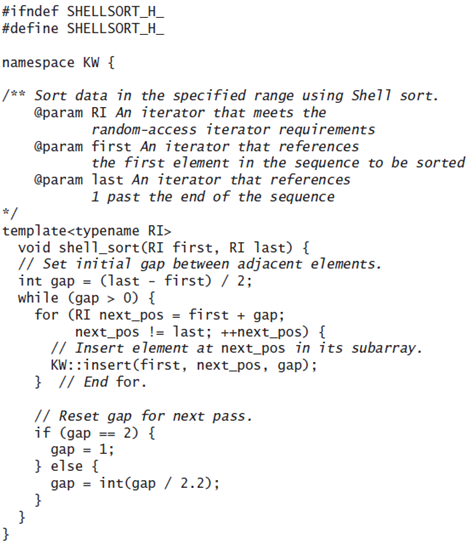 #ifndef SHELLSORT_H_
#define SHELLSORT_H_

namespace KW {

/** Sort data in the specified range using Shell sort.
    @param RI An iterator that meets the
           random-access iterator requirements
    @param first An iterator that references
           the first element in the sequence to be sorted
    @param last An iterator that references
           1 past the end of the sequence
*/
template<typename RI>
  void shell_sort(RI first, RI last) {
  // Set initial gap between adjacent elements.
  int gap = (last - first) / 2;
  while (gap > 0) {
    for (RI next_pos = first + gap;
         next_pos != last; ++next_pos) {
      // Insert element at next_pos in its subarray.
      KW::insert(first, next_pos, gap);
    }  // End for.

    // Reset gap for next pass.
    if (gap == 2) {
      gap = 1;
    } else {
      gap = int(gap / 2.2);
    }
  }
}